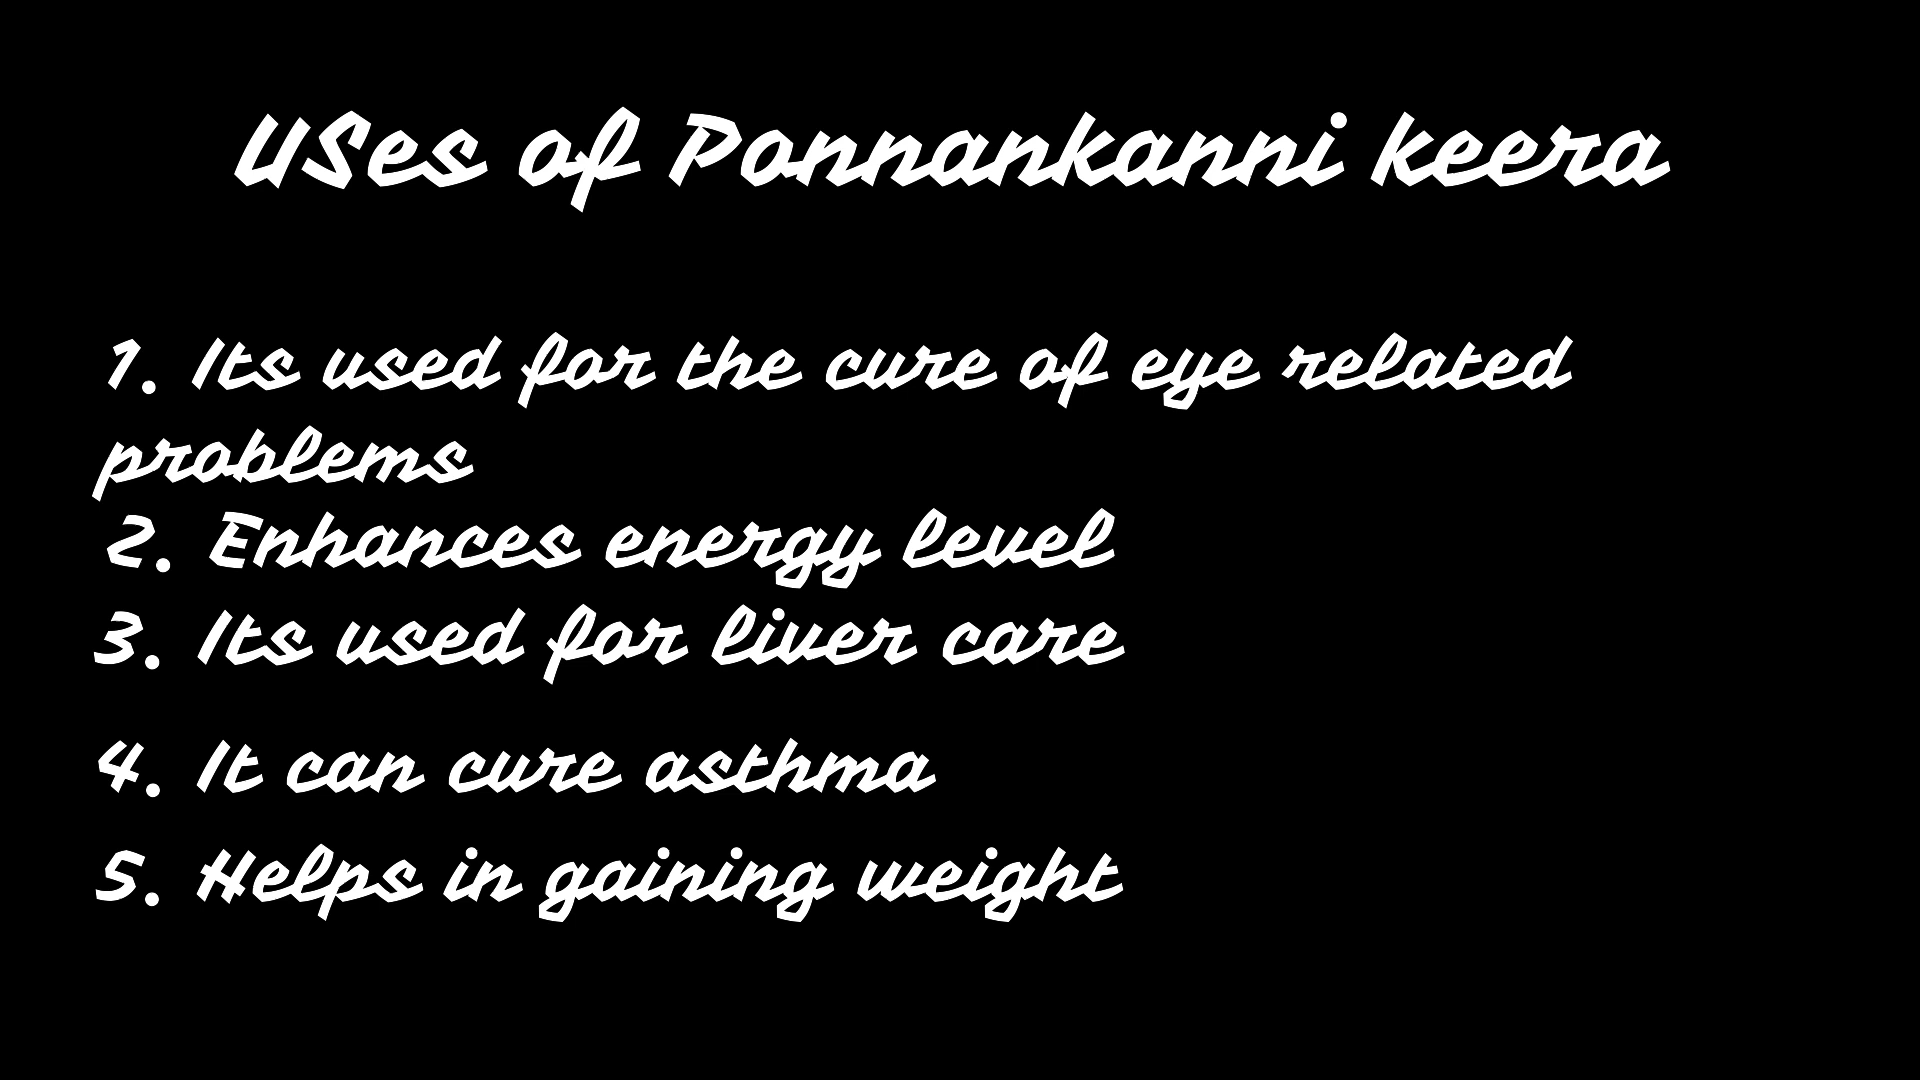 USes of Ponnankanni keera
1. Its used for the cure of eye related
problems
2. Enhances energy level
3. Its used for liver care
4. It can cure asthma
5. Helps in gaining weight